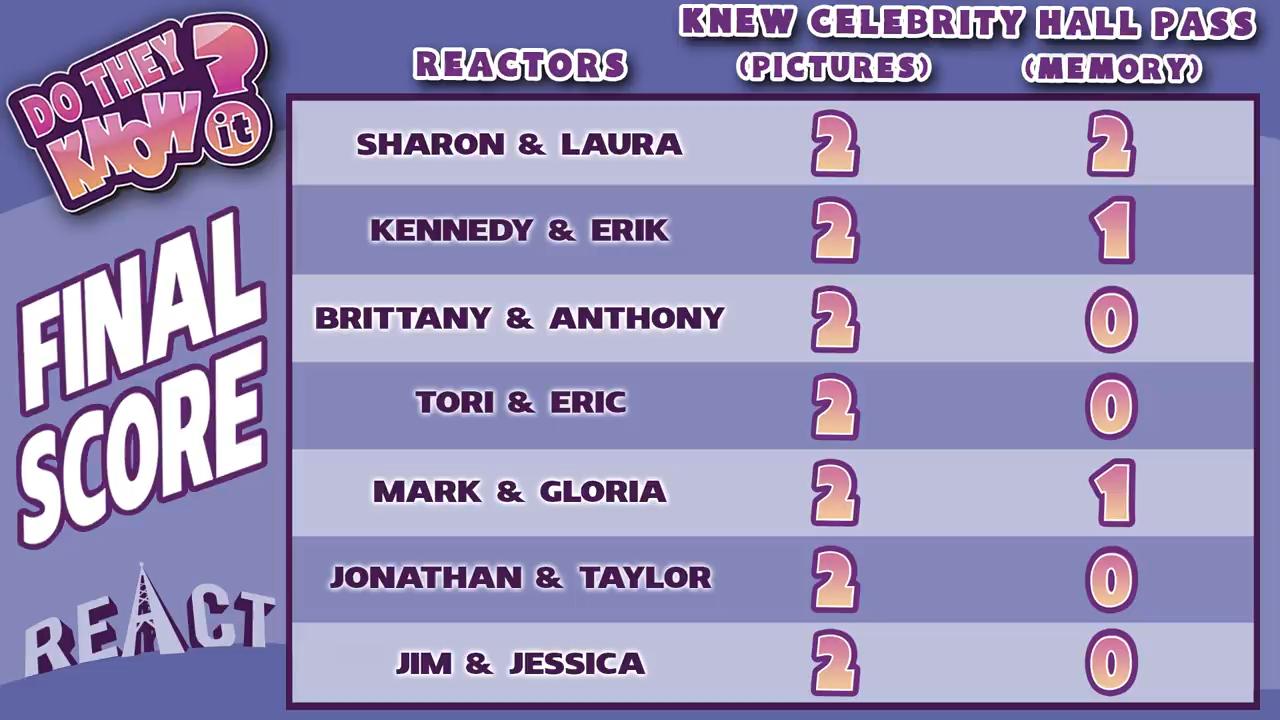 DO THEY KNOW it?
KNEW CELEBRITY HALL PASS
REACTORS (PICTURES) (MEMORY)
SHARON & LAURA 2 2
KENNEDY & ERIK 2 1
BRITTANY & ANTHONY 2 0
TORI & ERIC 2 0
MARK & GLORIA 2 1
JONATHAN & TAYLOR 2 0
JIM & JESSICA 2 0
FINAL
SCORE
REACT